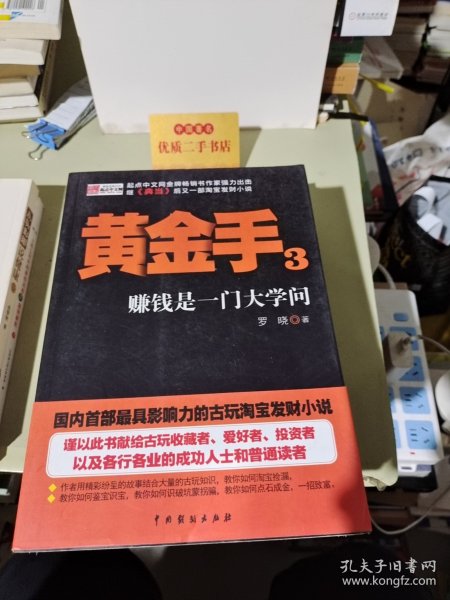 中国著名
优质二手书店
起点中文网
起点中文网金牌畅销书作家强力出击
继《典当》后又一部淘宝发财小说
黄金手3
赚钱是一门大学问
罗晓◎著
国内首部最具影响力的古玩淘宝发财小说
谨以此书献给古玩收藏者、爱好者、投资者
以及各行各业的成功人士和普通读者
作者用精彩纷呈的故事结合大量的古玩知识，教你如何淘宝捡漏，
教你如何鉴宝识宝，教你如何识破坑蒙拐骗，教你如何点石成金，一招致富。
中国戏剧出版社
孔夫子旧书网
www.kongfz.com